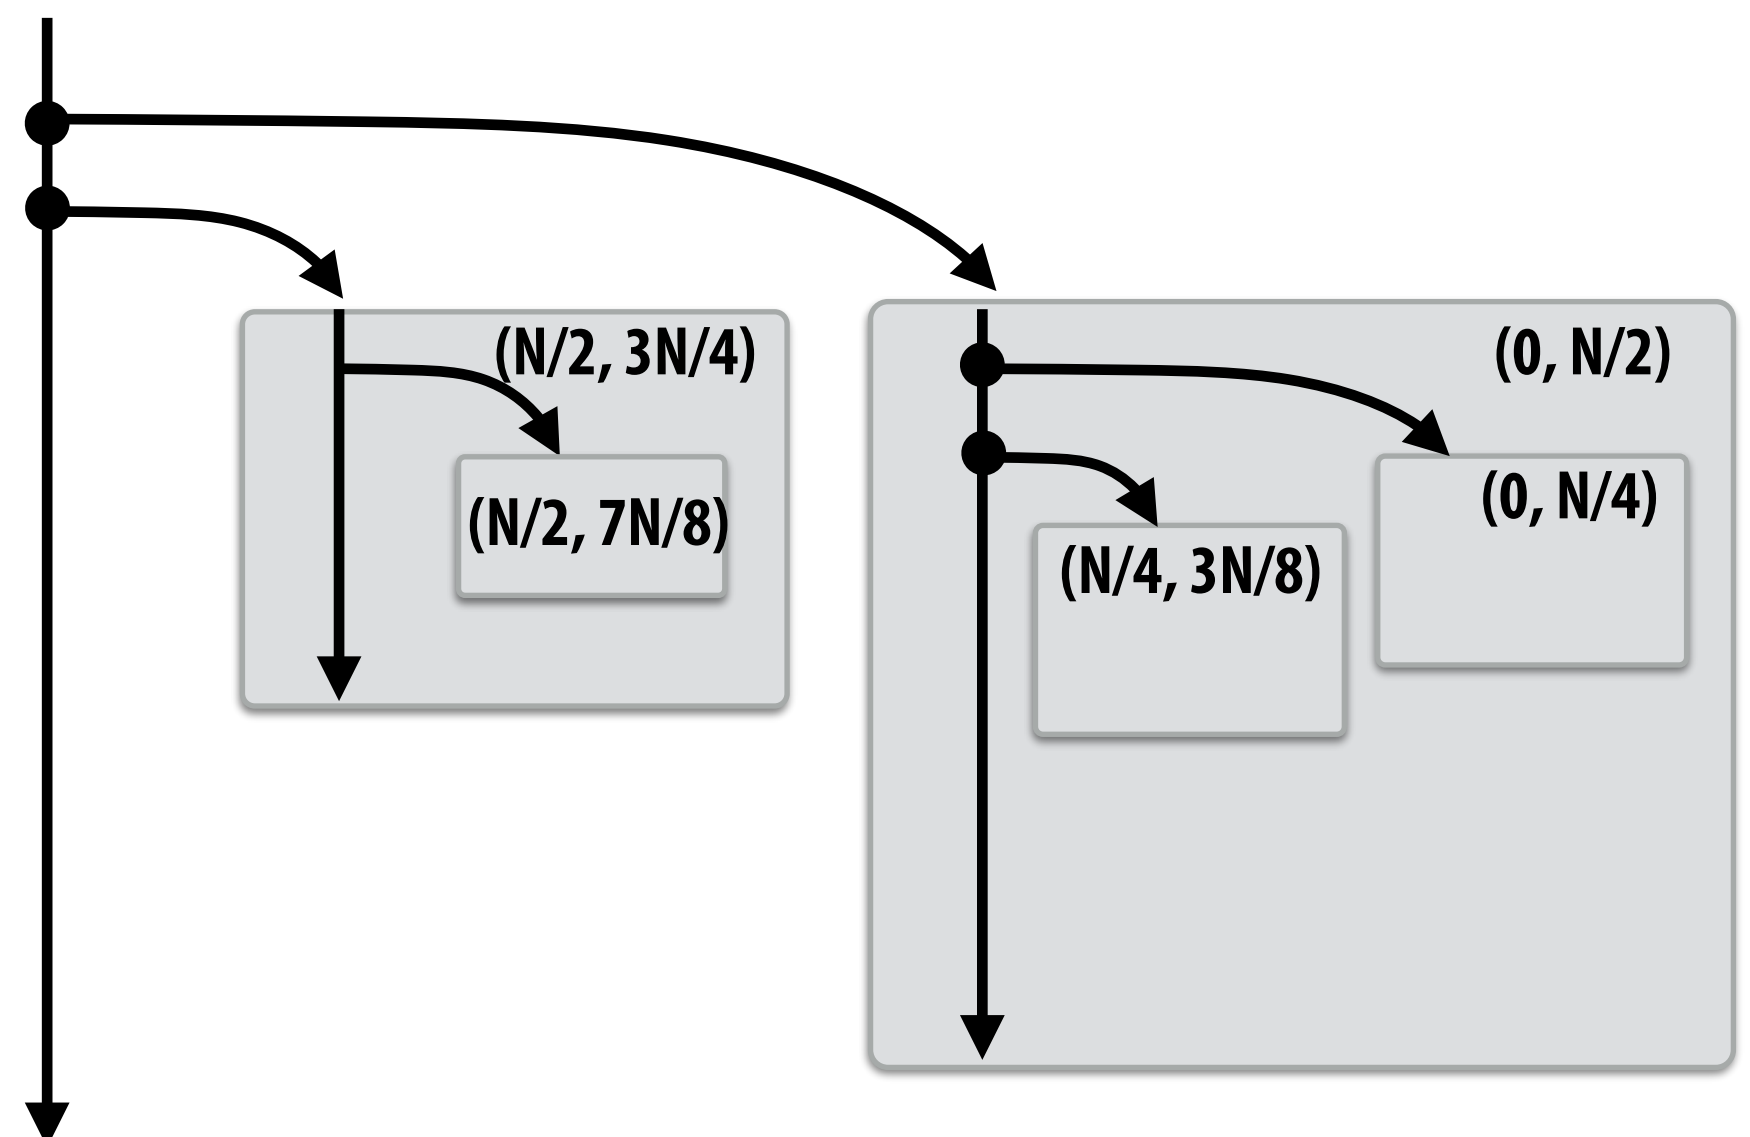 (N/2, 3N/4)
(0, N/2)
(N/2, 7N/8)
(0, N/4)
(N/4, 3N/8)